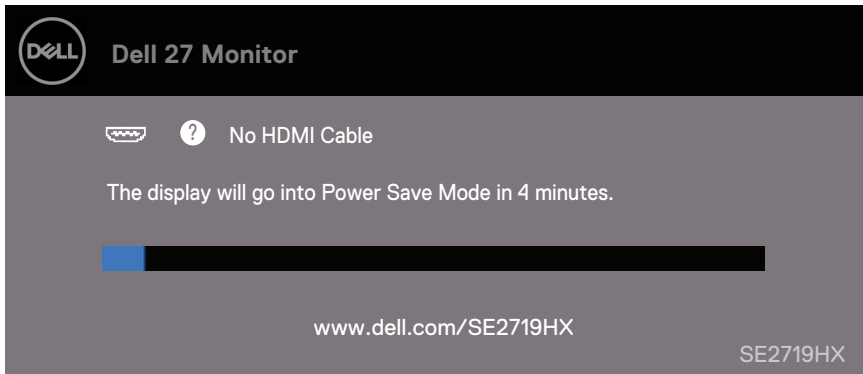 DELL
Dell 27 Monitor
? No HDMI Cable
The display will go into Power Save Mode in 4 minutes.
www.dell.com/SE2719HX
SE2719HX